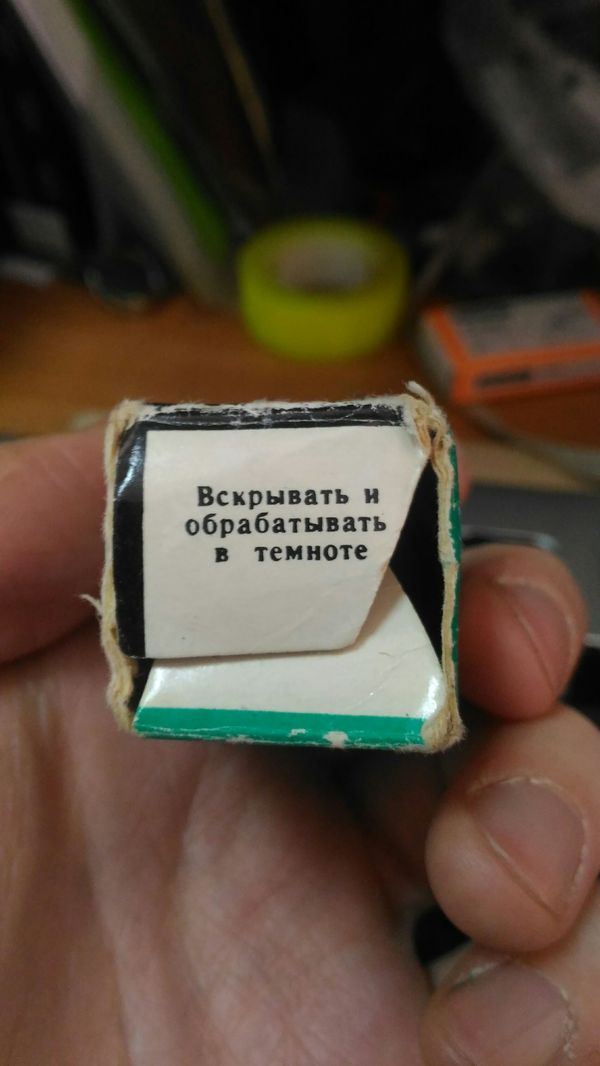 Вскрывать и
обрабатывать
в темноте